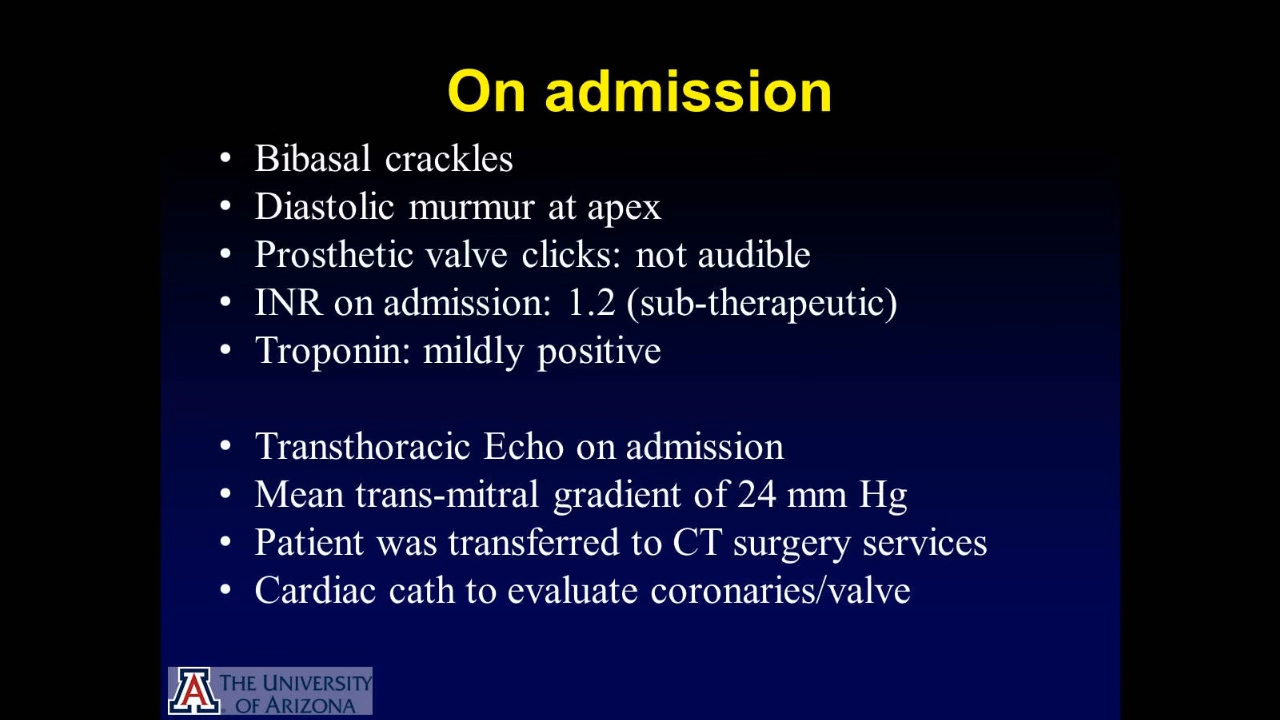 On admission
• Bibasal crackles
• Diastolic murmur at apex
• Prosthetic valve clicks: not audible
• INR on admission: 1.2 (sub-therapeutic)
• Troponin: mildly positive
• Transthoracic Echo on admission
• Mean trans-mitral gradient of 24 mm Hg
• Patient was transferred to CT surgery services
• Cardiac cath to evaluate coronaries/valve
A THE UNIVERSITY
OF ARIZONA